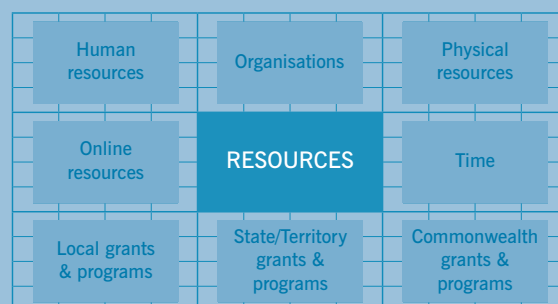 Human
resources
Organisations
Physical
resources
Online
resources
RESOURCES
Time
Local grants
& programs
State/Territory
grants &
programs
Commonwealth
grants &
programs